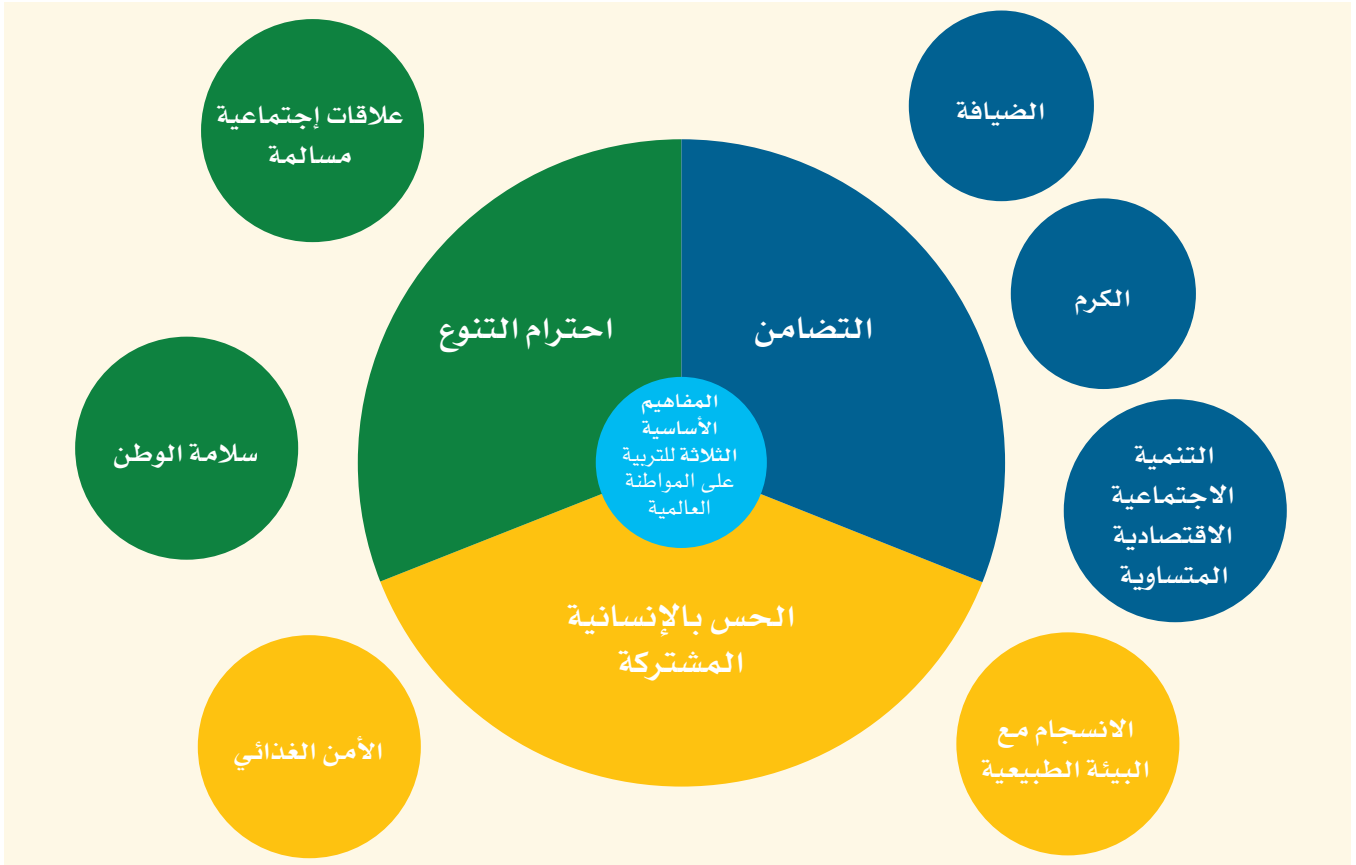 الضيافة
الكرم
التنمية
الاجتماعية
الاقتصادية
المتساوية
الانسجام مع
البيئة الطبيعية
التضامن
احترام التنوع
المفاهيم
الأساسية
الثلاثة للتربية
على المواطنة
العالمية
الحس بالإنسانية
المشتركة
علاقات إجتماعية
مسالمة
سلامة الوطن
الأمن الغذائي